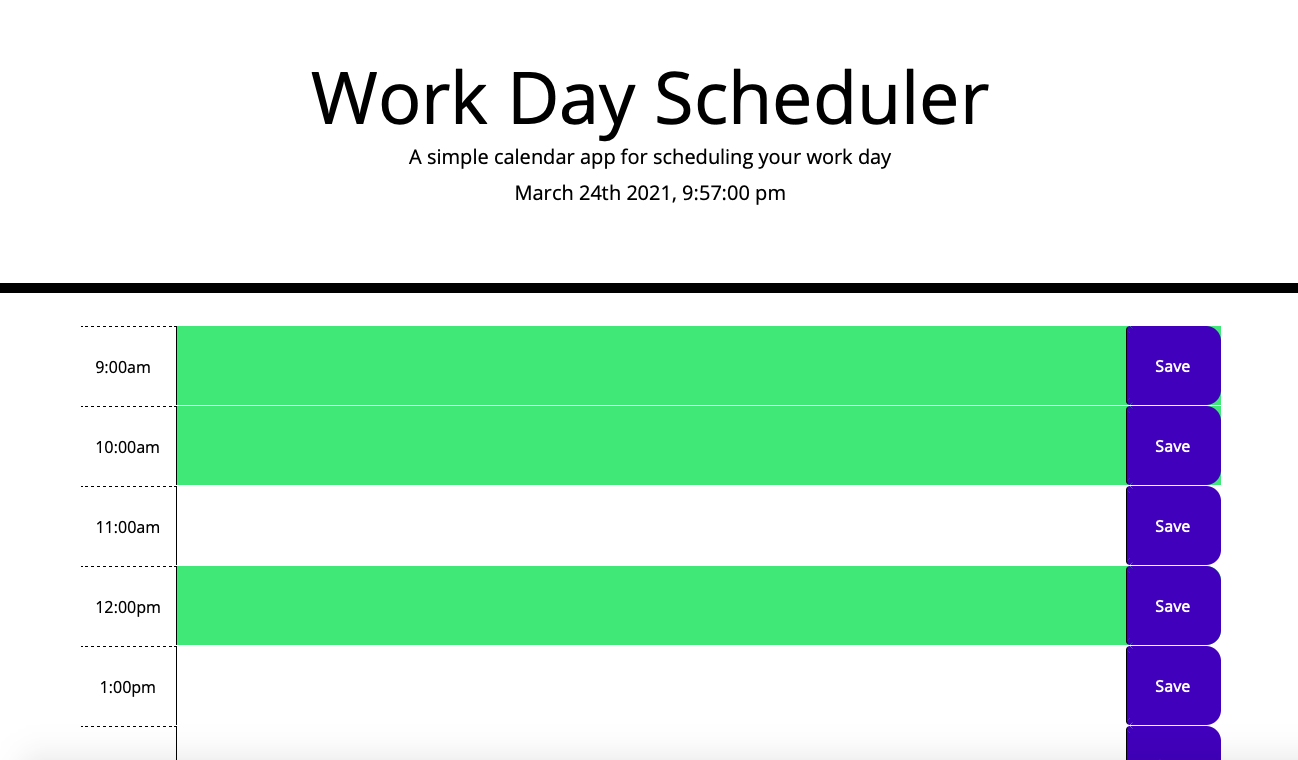 Work Day Scheduler
A simple calendar app for scheduling your work day
March 24th 2021, 9:57:00 pm
9:00am Save
10:00am Save
11:00am Save
12:00pm Save
1:00pm Save